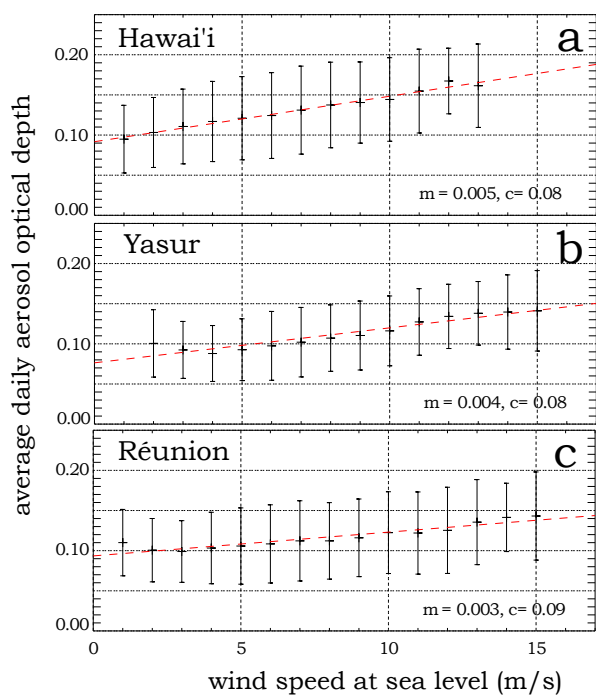 average daily aerosol optical depth
Hawai'i
a
0.20
0.10
0.00
m = 0.005, c= 0.08
Yasur
b
0.20
0.10
0.00
m = 0.004, c= 0.08
Réunion
c
0.20
0.10
0.00
m = 0.003, c= 0.09
0 5 10 15
wind speed at sea level (m/s)